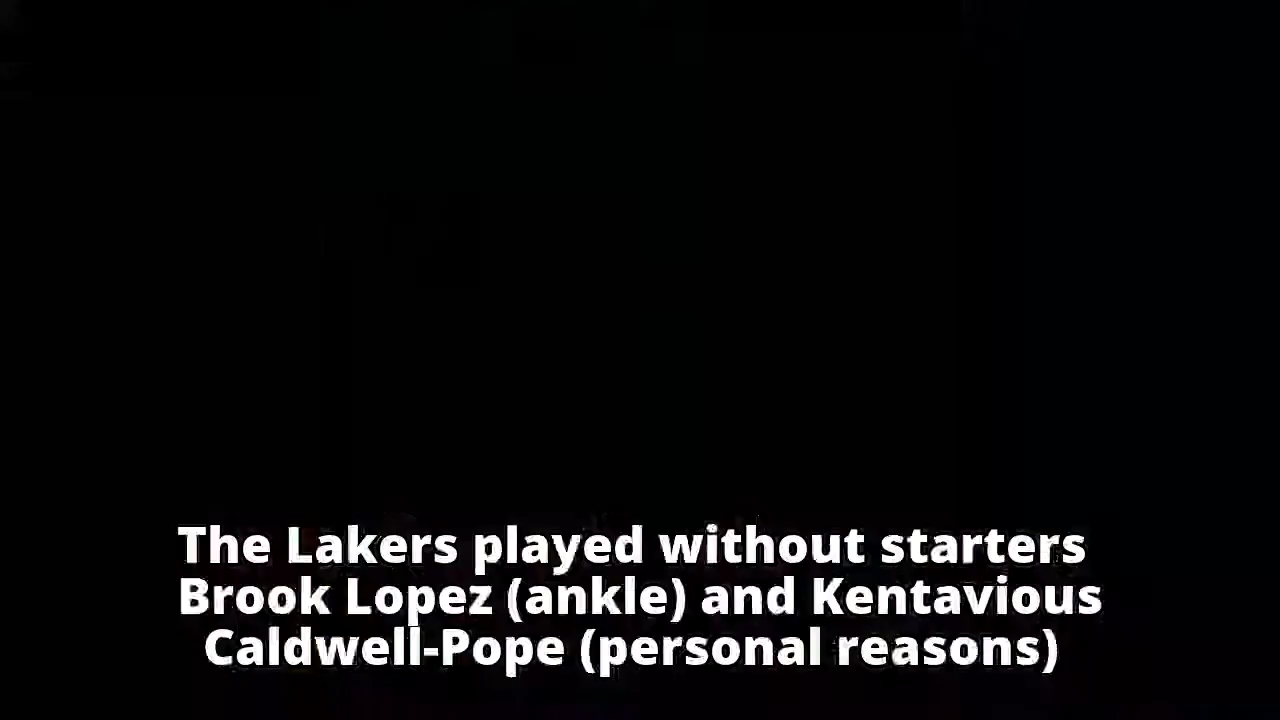 The Lakers played without starters
Brook Lopez (ankle) and Kentavious
Caldwell-Pope (personal reasons)